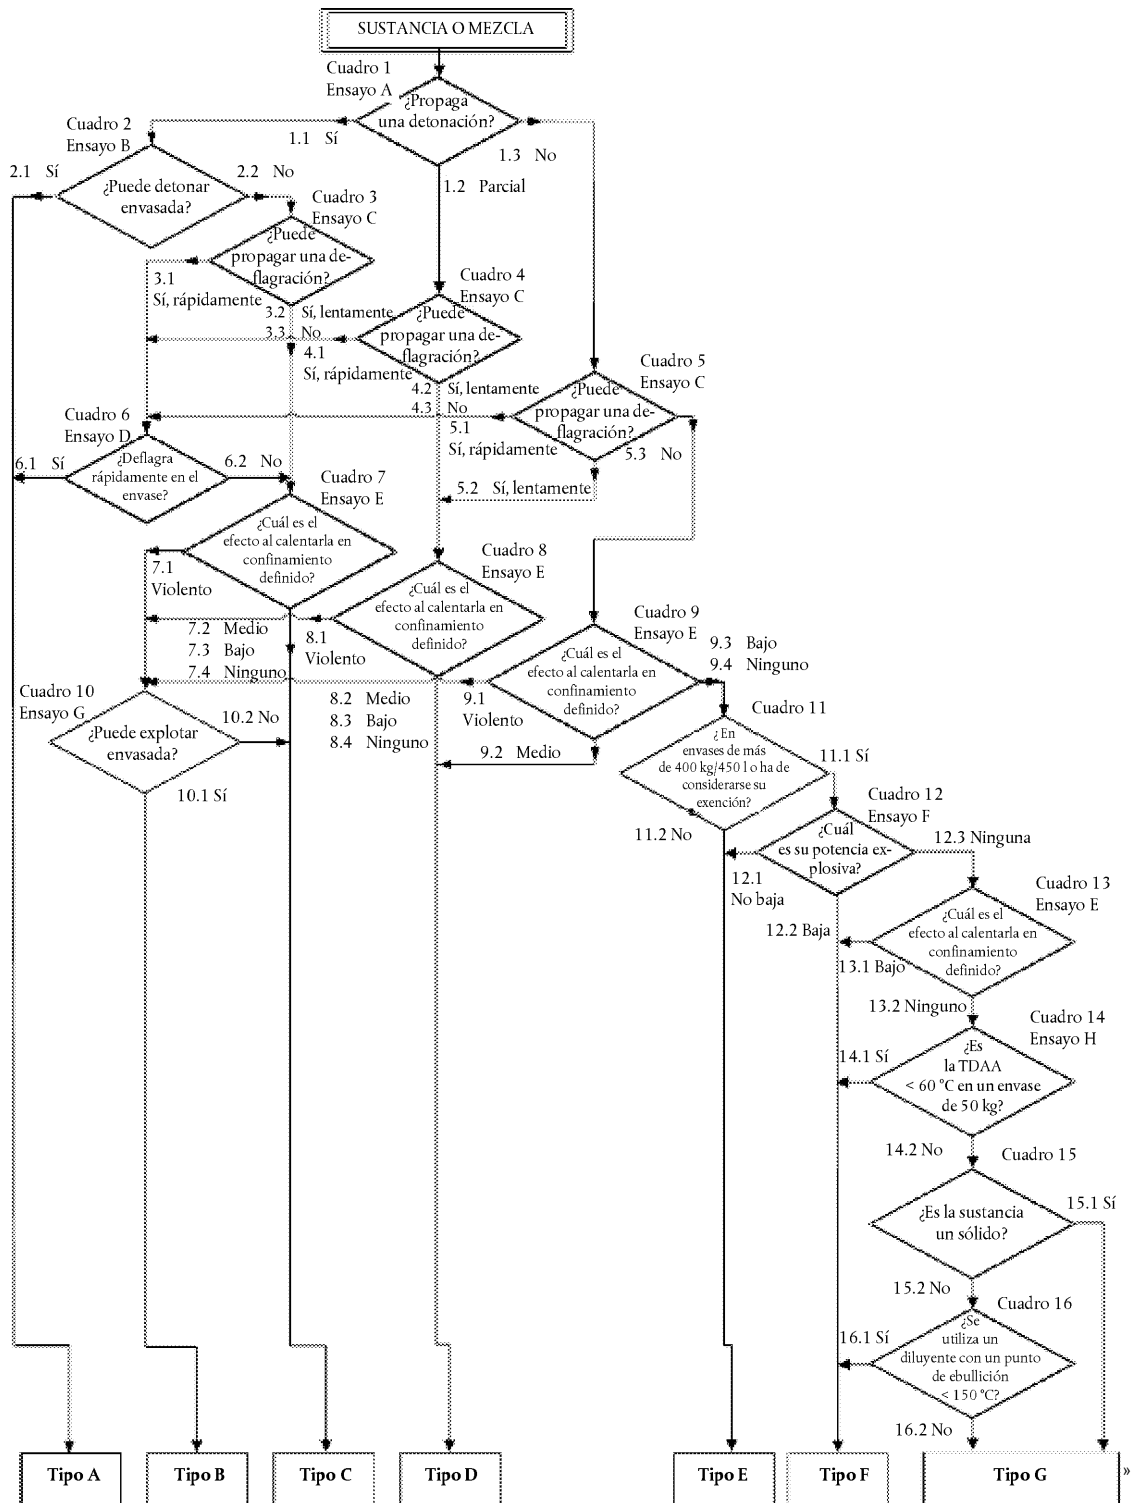 SUSTANCIA O MEZCLA
Cuadro 1
Ensayo A
¿Propaga
una detonación?
1.1 Sí
1.2 Parcial
1.3 No
Cuadro 2
Ensayo B
2.1 Sí
2.2 No
¿Puede detonar
envasada?
Cuadro 3
Ensayo C
¿Puede
propagar una de-
flagración?
3.1
Sí, rápidamente
3.2 Sí, lentamente
3.3 No
Cuadro 4
Ensayo C
¿Puede
propagar una de-
flagración?
4.1
Sí, rápidamente
4.2 Sí, lentamente
4.3 No
Cuadro 5
Ensayo C
¿Puede
propagar una de-
flagración?
5.1
Sí, rápidamente
5.3 No
5.2 Sí, lentamente
Cuadro 6
Ensayo D
6.1 Sí
6.2 No
¿Deflagra
rápidamente en el
envase?
Cuadro 7
Ensayo E
¿Cuál es el
efecto al calentarla en
confinamiento
definido?
7.1
Violento
7.2 Medio
7.3 Bajo
7.4 Ninguno
Cuadro 8
Ensayo E
¿Cuál es el
efecto al calentarla en
confinamiento
definido?
8.1
Violento
8.2 Medio
8.3 Bajo
8.4 Ninguno
Cuadro 9
Ensayo E
¿Cuál es el
efecto al calentarla en
confinamiento
definido?
9.1
Violento
9.2 Medio
9.3 Bajo
9.4 Ninguno
Cuadro 10
Ensayo G
¿Puede explotar
envasada?
10.2 No
10.1 Sí
Cuadro 11
¿En
envases de más
de 400 kg/450 l o ha de
considerarse su
exención?
11.1 Sí
11.2 No
Cuadro 12
Ensayo F
¿Cuál
es su potencia ex-
plosiva?
12.3 Ninguna
12.1
No baja
12.2 Baja
Cuadro 13
Ensayo E
¿Cuál es el
efecto al calentarla en
confinamiento
definido?
13.1 Bajo
13.2 Ninguno
Cuadro 14
Ensayo H
¿Es
la TDAA
< 60 °C en un envase
de 50 kg?
14.1 Sí
14.2 No
Cuadro 15
¿Es la sustancia
un sólido?
15.1 Sí
15.2 No
Cuadro 16
¿Se
utiliza un
diluyente con un punto
de ebullición
< 150 °C?
16.1 Sí
16.2 No
Tipo A
Tipo B
Tipo C
Tipo D
Tipo E
Tipo F
Tipo G
»